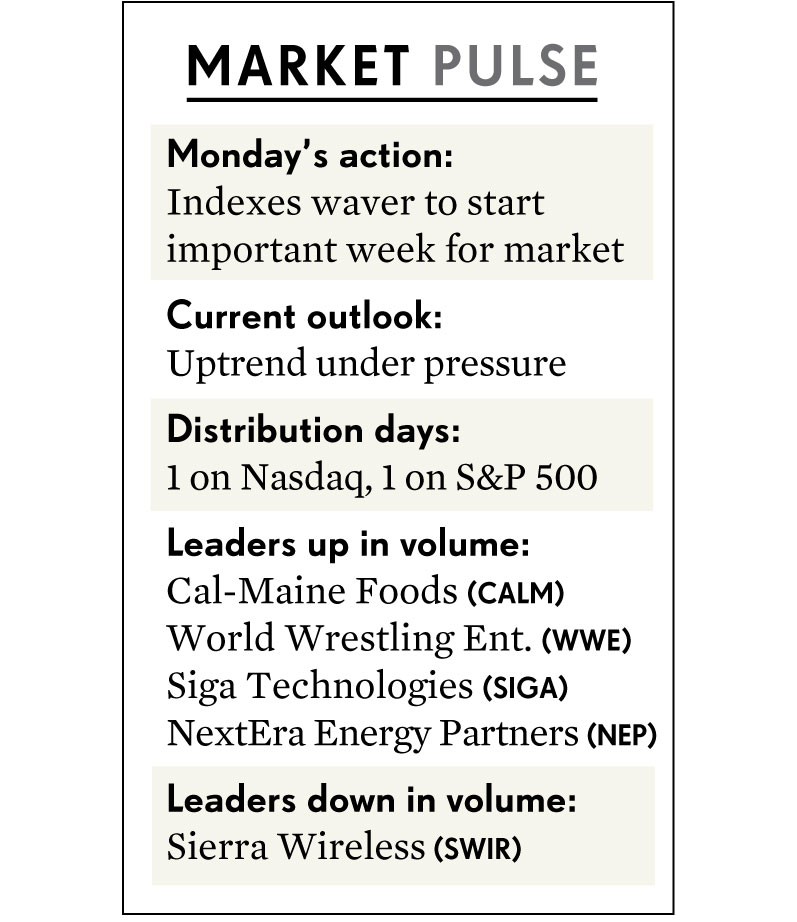 MARKET PULSE
Monday’s action:
Indexes waver to start
important week for market
Current outlook:
Uptrend under pressure
Distribution days:
1 on Nasdaq, 1 on S&P 500
Leaders up in volume:
Cal-Maine Foods (CALM)
World Wrestling Ent. (WWE)
Siga Technologies (SIGA)
NextEra Energy Partners (NEP)
Leaders down in volume:
Sierra Wireless (SWIR)